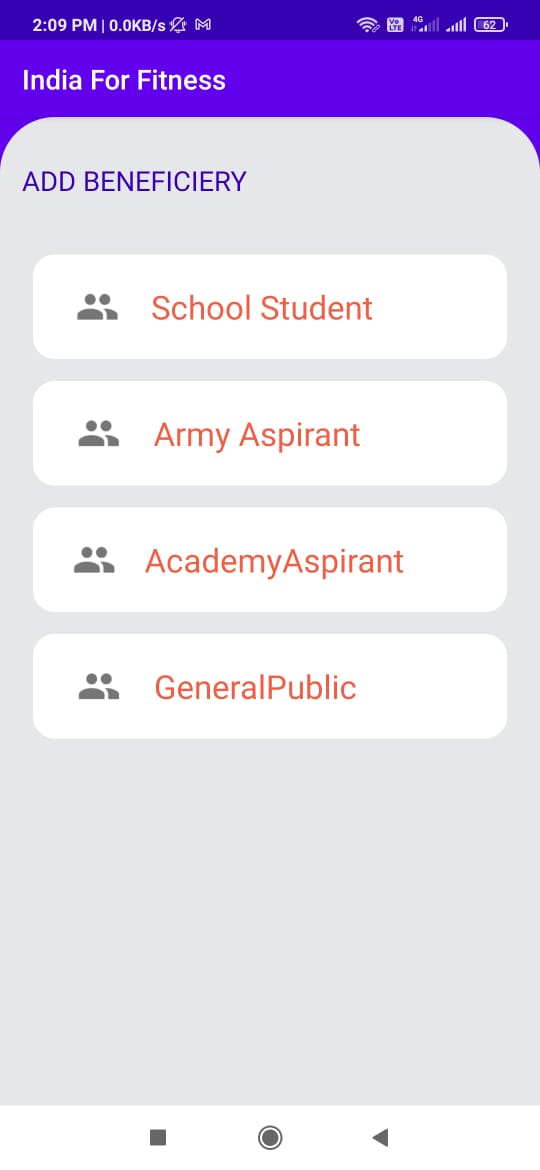 2:09 PM | 0.0KB/s
Vo LTE 4G 62
India For Fitness
ADD BENEFICIERY
School Student
Army Aspirant
AcademyAspirant
GeneralPublic